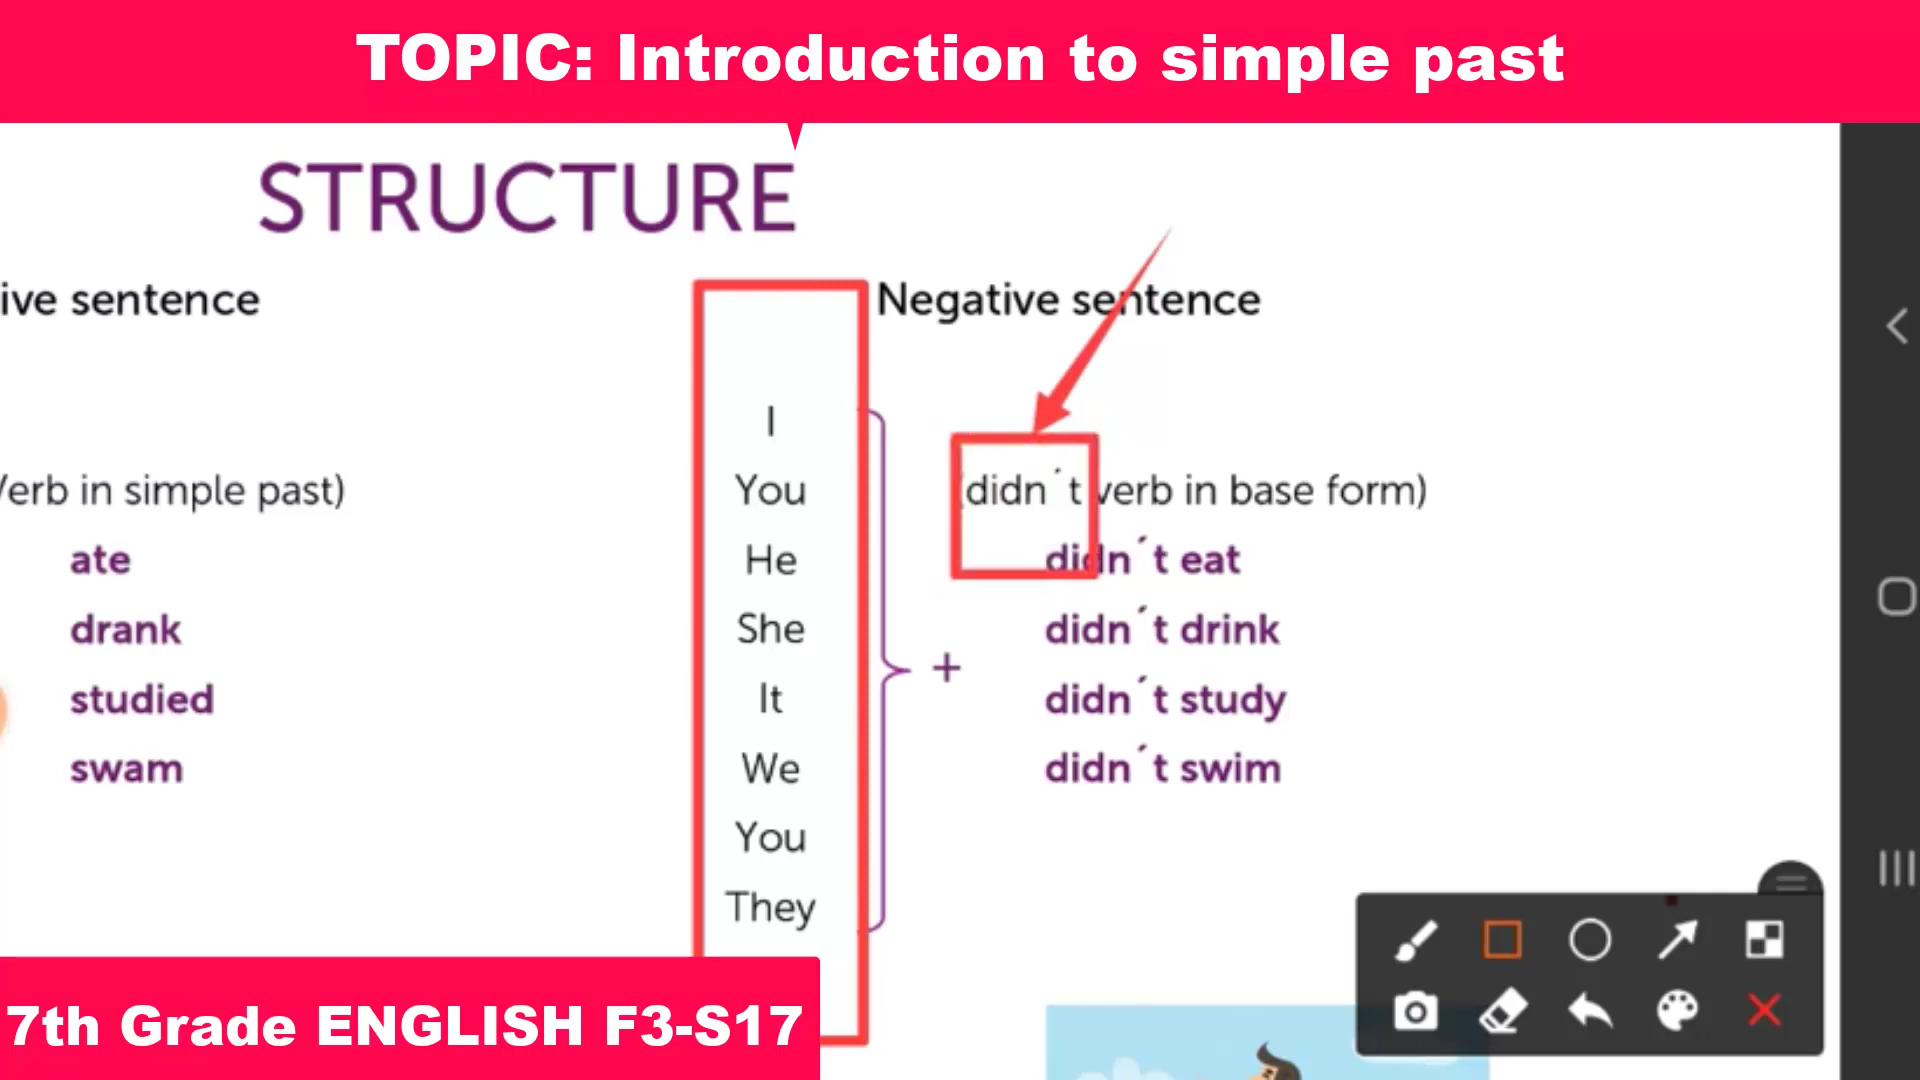 TOPIC: Introduction to simple past
STRUCTURE
ive sentence
Negative sentence
Verb in simple past)
ate
drank
studied
swam
I
You
He
She
It
We
You
They
+
(didn´t verb in base form)
didn´t eat
didn´t drink
didn´t study
didn´t swim
7th Grade ENGLISH F3-S17